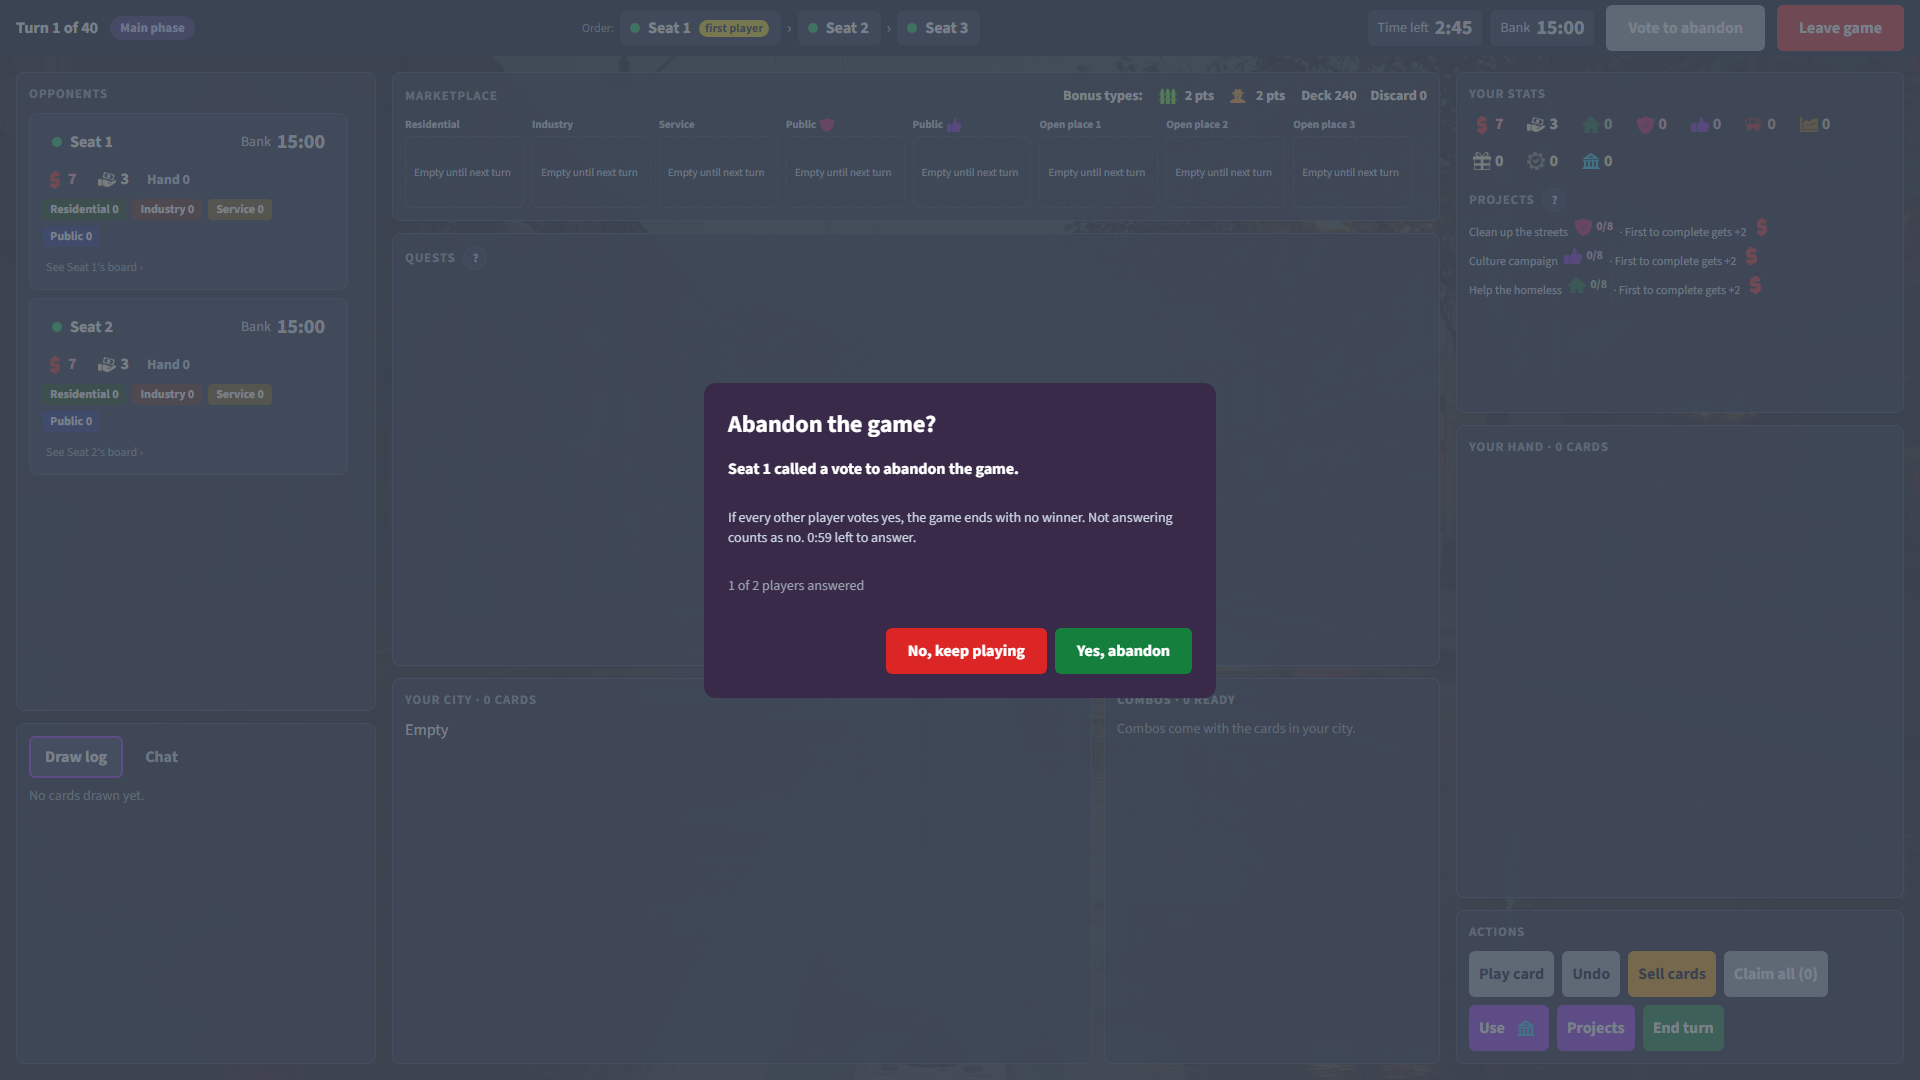 Turn 1 of 40
Main phase
Order:
Seat 1
first player
›
Seat 2
›
Seat 3
Time left 2:45
Bank 15:00
Vote to abandon
Leave game
OPPONENTS
Seat 1
Bank 15:00
7
3
Hand 0
Residential 0
Industry 0
Service 0
Public 0
See Seat 1's board ›
Seat 2
Bank 15:00
7
3
Hand 0
Residential 0
Industry 0
Service 0
Public 0
See Seat 2's board ›
Draw log
Chat
No cards drawn yet.
MARKETPLACE
Bonus types:
2 pts
2 pts
Deck 240
Discard 0
Residential
Industry
Service
Public
Public
Open place 1
Open place 2
Open place 3
Empty until next turn
Empty until next turn
Empty until next turn
Empty until next turn
Empty until next turn
Empty until next turn
Empty until next turn
Empty until next turn
QUESTS
?
Abandon the game?
Seat 1 called a vote to abandon the game.
If every other player votes yes, the game ends with no winner. Not answering
counts as no. 0:59 left to answer.
1 of 2 players answered
No, keep playing
Yes, abandon
YOUR CITY · 0 CARDS
Empty
COMBOS · 0 READY
Combos come with the cards in your city.
YOUR STATS
7
3
0
0
0
0
0
0
0
0
PROJECTS
?
Clean up the streets 0/8 · First to complete gets +2
Culture campaign 0/8 · First to complete gets +2
Help the homeless 0/8 · First to complete gets +2
YOUR HAND · 0 CARDS
ACTIONS
Play card
Undo
Sell cards
Claim all (0)
Use
Projects
End turn